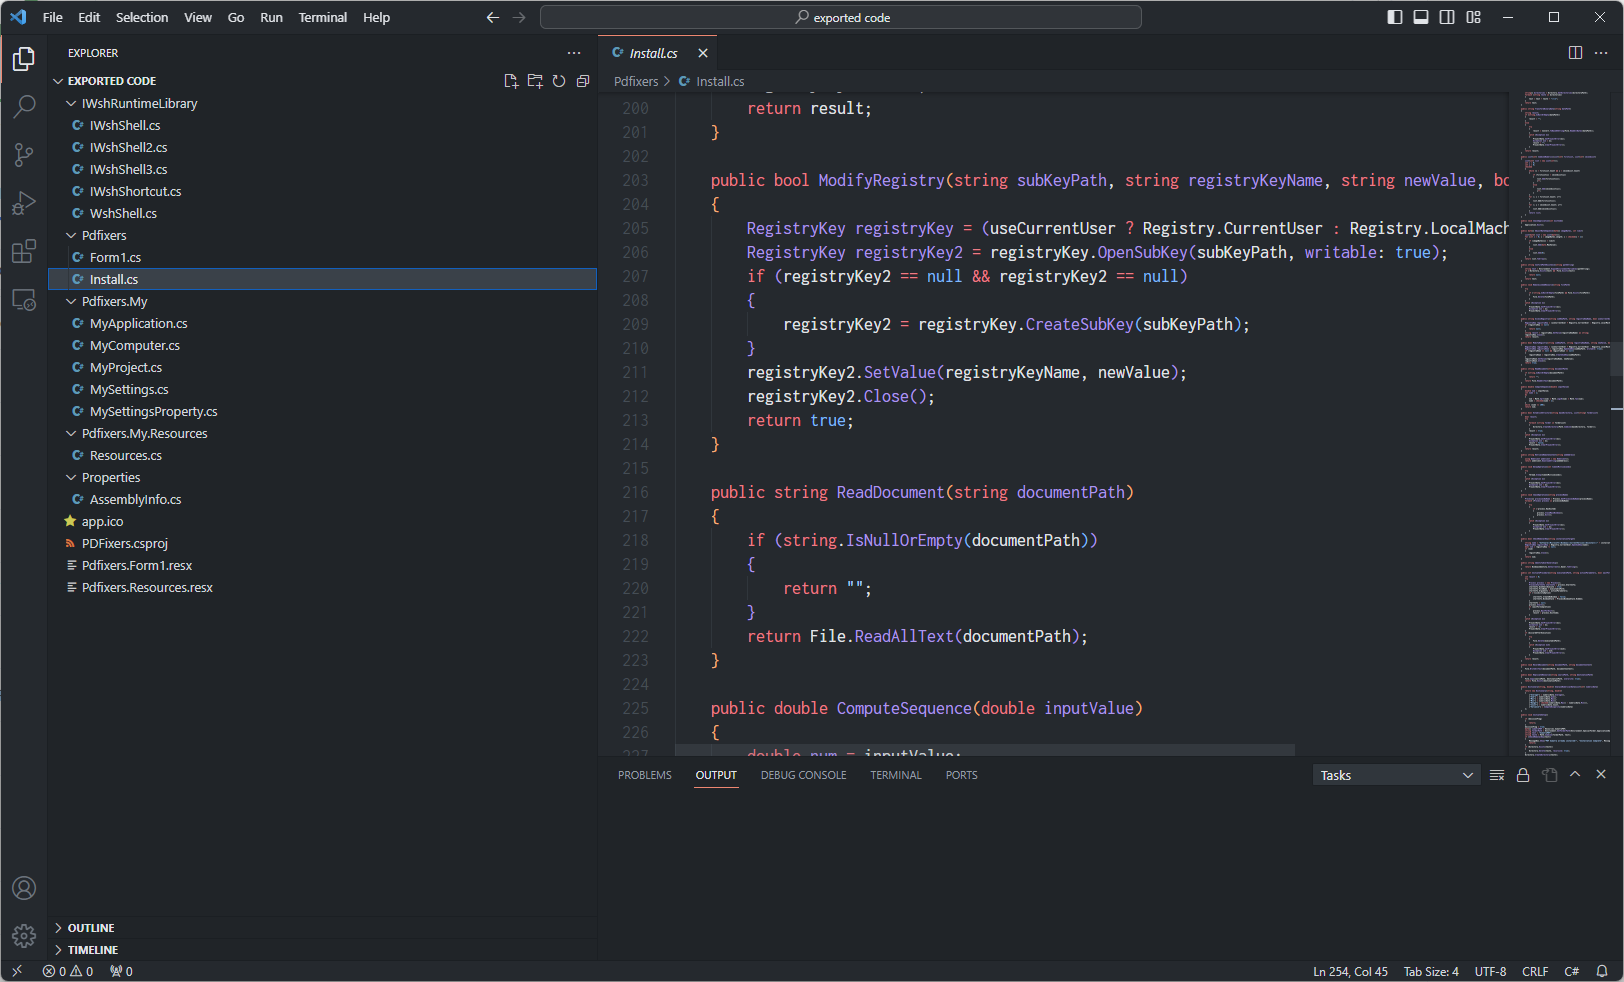 File Edit Selection View Go Run Terminal Help
exported code
EXPLORER
EXPORTED CODE
IWshRuntimeLibrary
IWshShell.cs
IWshShell2.cs
IWshShell3.cs
IWshShortcut.cs
WshShell.cs
Pdfixers
Form1.cs
Install.cs
Pdfixers.My
MyApplication.cs
MyComputer.cs
MyProject.cs
MySettings.cs
MySettingsProperty.cs
Pdfixers.My.Resources
Resources.cs
Properties
AssemblyInfo.cs
app.ico
PDFixers.csproj
Pdfixers.Form1.resx
Pdfixers.Resources.resx
OUTLINE
TIMELINE
Install.cs
Pdfixers > Install.cs
200 return result;
201 }
202
203 public bool ModifyRegistry(string subKeyPath, string registryKeyName, string newValue, bo
204 {
205 RegistryKey registryKey = (useCurrentUser ? Registry.CurrentUser : Registry.LocalMach
206 RegistryKey registryKey2 = registryKey.OpenSubKey(subKeyPath, writable: true);
207 if (registryKey2 == null && registryKey2 == null)
208 {
209 registryKey2 = registryKey.CreateSubKey(subKeyPath);
210 }
211 registryKey2.SetValue(registryKeyName, newValue);
212 registryKey2.Close();
213 return true;
214 }
215
216 public string ReadDocument(string documentPath)
217 {
218 if (string.IsNullOrEmpty(documentPath))
219 {
220 return "";
221 }
222 return File.ReadAllText(documentPath);
223 }
224
225 public double ComputeSequence(double inputValue)
226 {
227 double num = inputValue;
PROBLEMS OUTPUT DEBUG CONSOLE TERMINAL PORTS
Tasks
0 0 0
Ln 254, Col 45 Tab Size: 4 UTF-8 CRLF C#